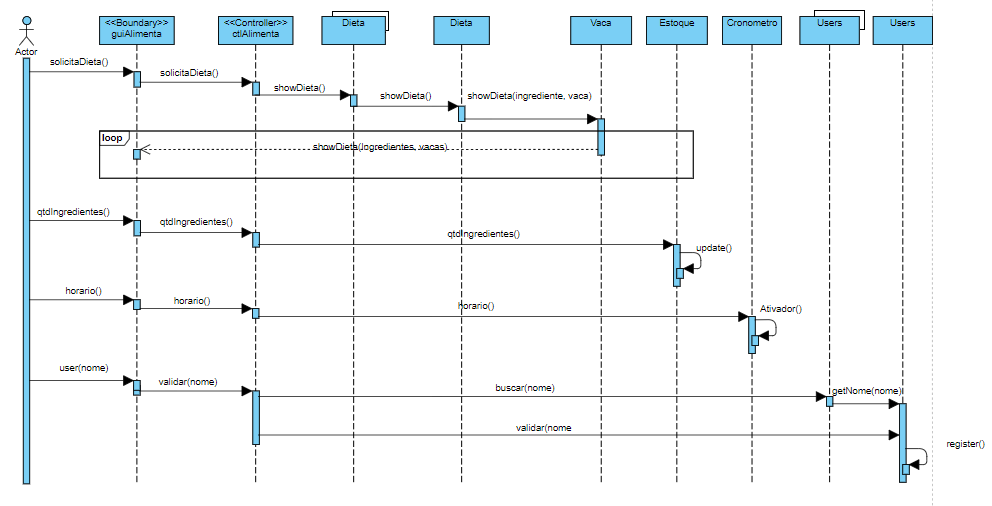 <<Boundary>>
guiAlimenta
<<Controller>>
ctlAlimenta
Dieta
Dieta
Vaca
Estoque
Cronometro
Users
Users
Actor
solicitaDieta()
solicitaDieta()
showDieta()
showDieta()
showDieta(ingrediente, vaca)
loop
showDieta(ingredientes, vacas)
qtdIngredientes()
qtdIngredientes()
qtdIngredientes()
update()
horario()
horario()
horario()
Ativador()
user(nome)
validar(nome)
buscar(nome)
getNome(nome)
validar(nome
register()